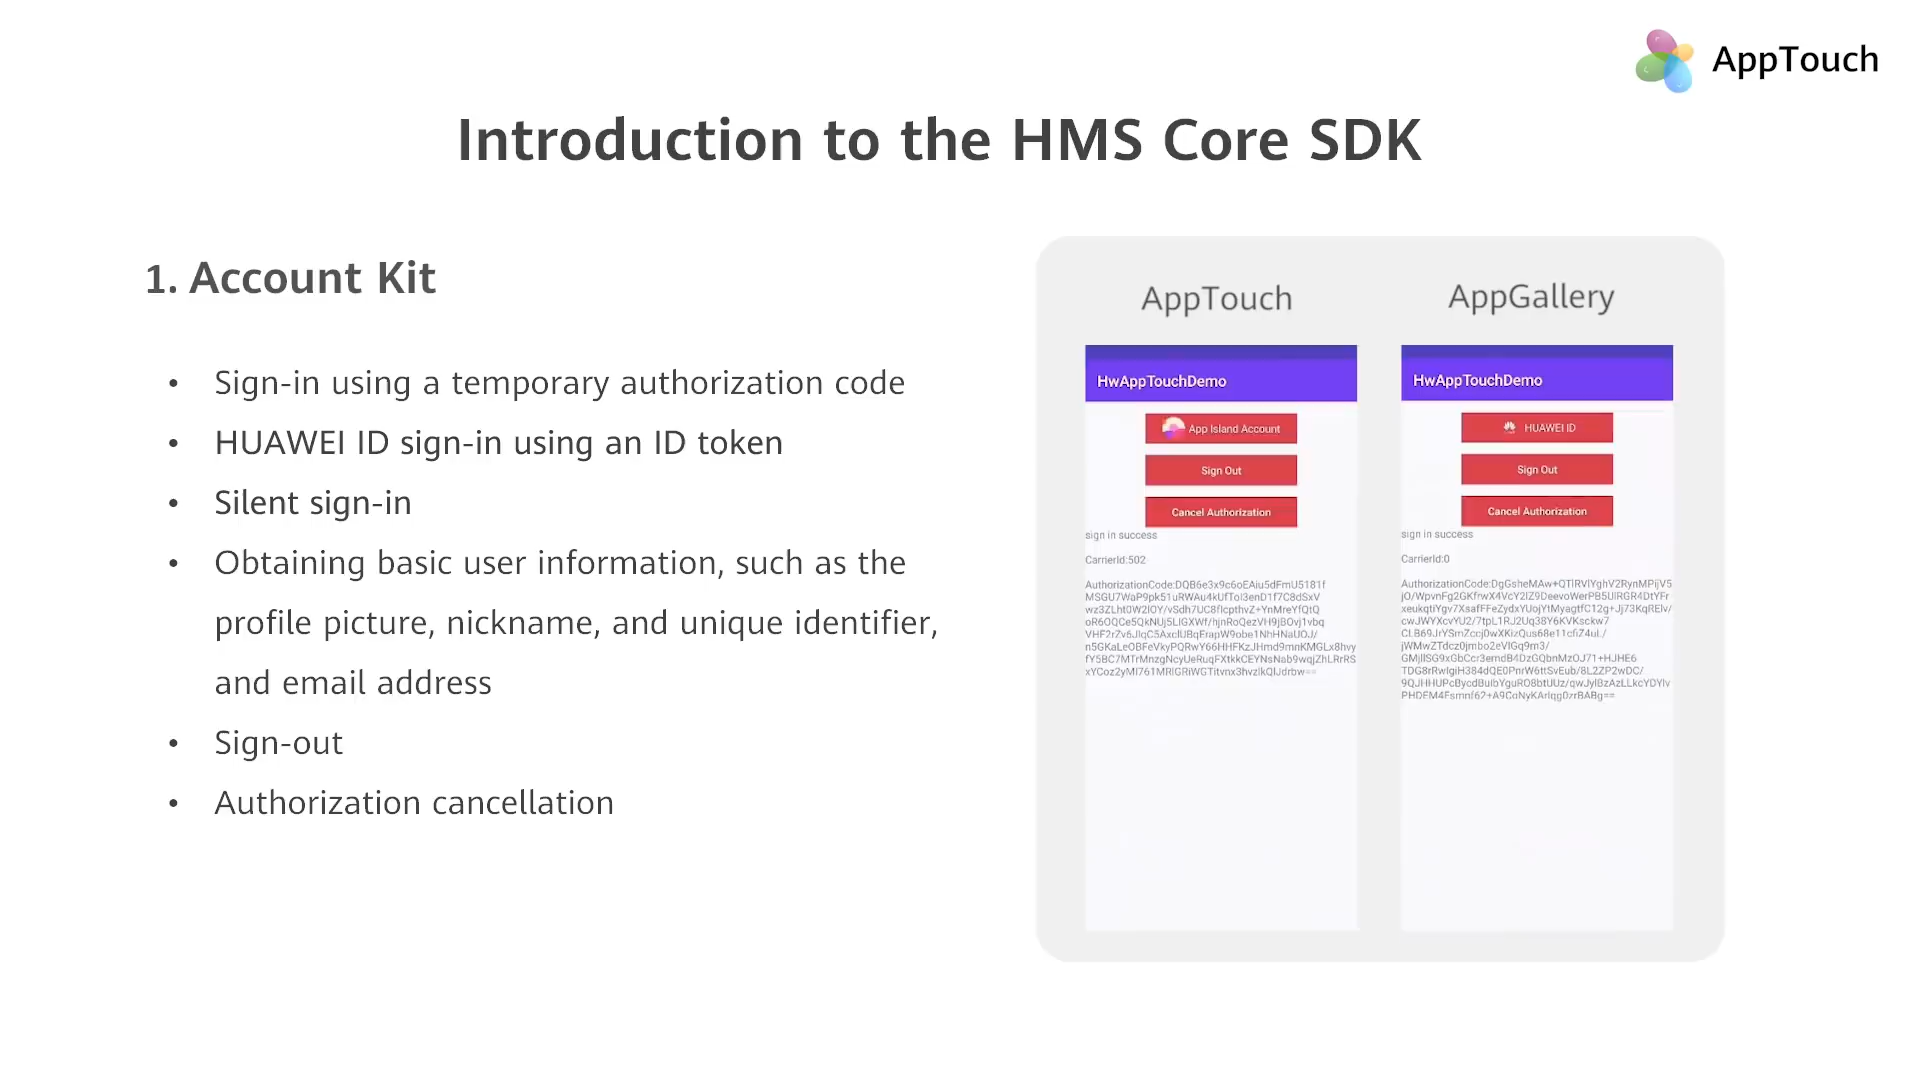 AppTouch
Introduction to the HMS Core SDK
1. Account Kit
• Sign-in using a temporary authorization code
• HUAWEI ID sign-in using an ID token
• Silent sign-in
• Obtaining basic user information, such as the
profile picture, nickname, and unique identifier,
and email address
• Sign-out
• Authorization cancellation
AppTouch
HwAppTouchDemo
App Island Account
Sign Out
Cancel Authorization
sign in success
CarrierId:502
AppGallery
HwAppTouchDemo
HUAWEI ID
Sign Out
Cancel Authorization
sign in success
CarrierId:0